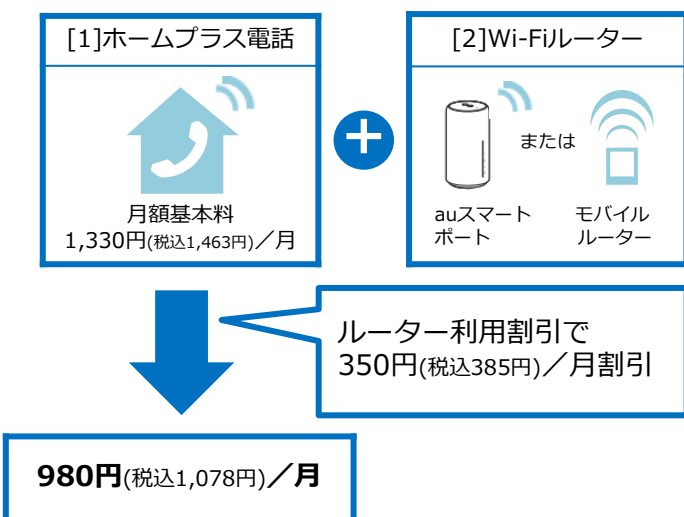 [1]ホームプラス電話
月額基本料
1,330円(税込1,463円)／月
[2]Wi-Fiルーター
または
auスマート
ポート
モバイル
ルーター
ルーター利用割引で
350円(税込385円)／月割引
980円(税込1,078円)／月